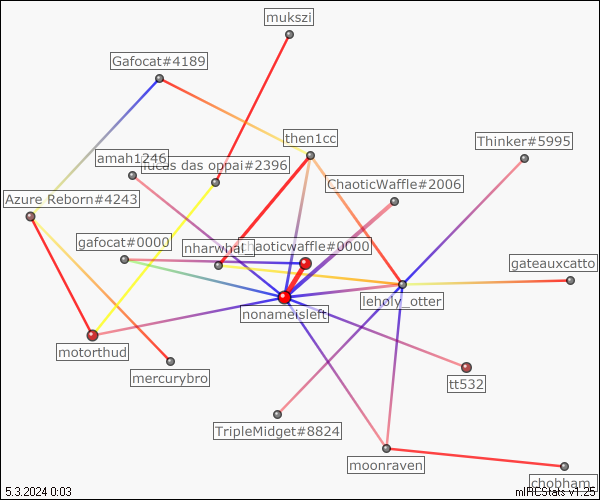 mukszi
Gafocat#4189
then1cc
Thinker#5995
amah1246
lucas das oppai#2396
ChaoticWaffle#2006
Azure Reborn#4243
gafocat#0000
nharwhal
chaoticwaffle#0000
gateauxcatto
leholy_otter
nonameisleft
motorthud
mercurybro
tt532
TripleMidget#8824
moonraven
chobham
5.3.2024 0:03
mIRCStats v1.25